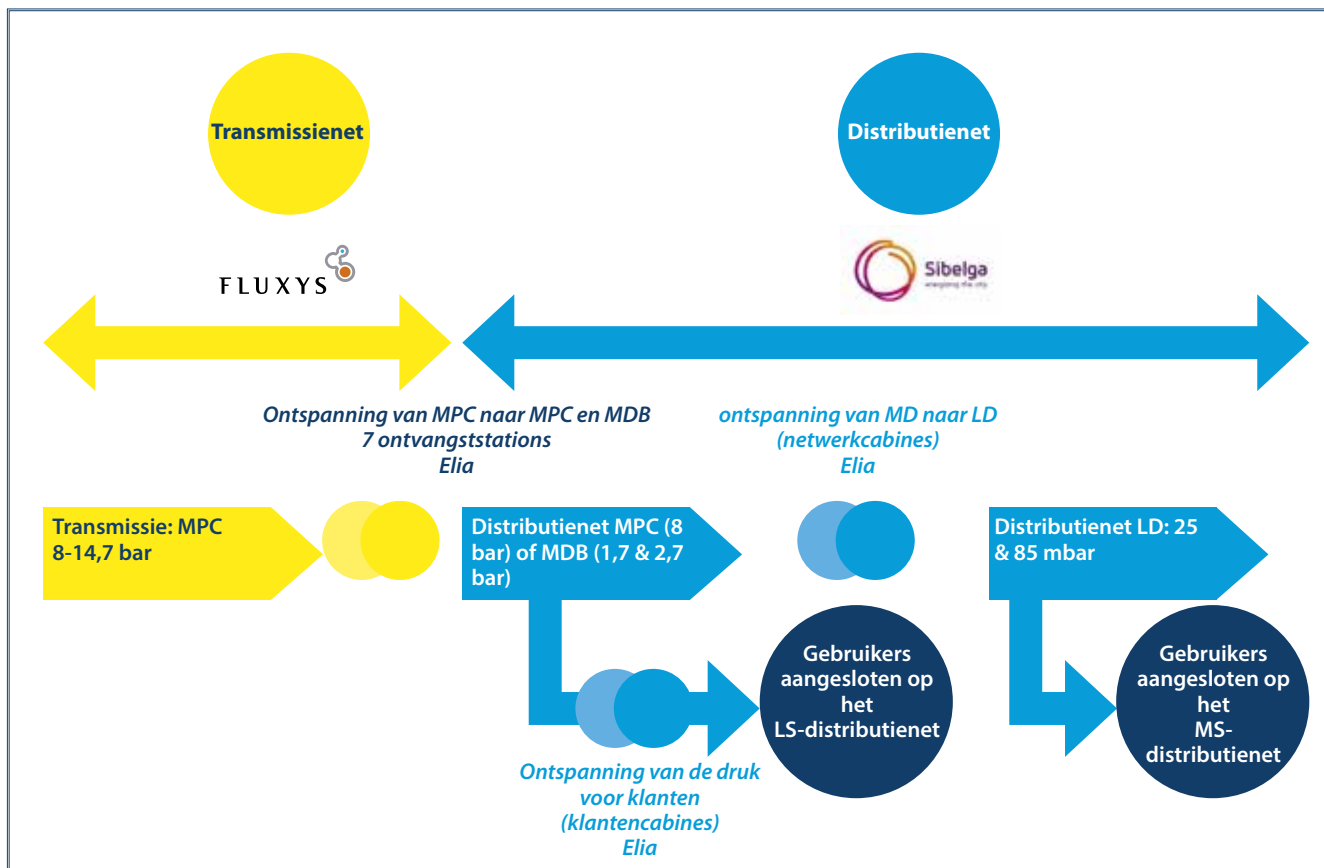 Transmissienet
Distributienet
FLUXYS
Sibelga
energising the city
Ontspanning van MPC naar MPC en MDB
7 ontvangststations
Elia
ontspanning van MD naar LD
(netwerkcabines)
Elia
Transmissie: MPC
8-14,7 bar
Distributienet MPC (8
bar) of MDB (1,7 & 2,7
bar)
Distributienet LD: 25
& 85 mbar
Gebruikers
aangesloten op
het
LS-distributienet
Gebruikers
aangesloten op
het
MS-
distributienet
Ontspanning van de druk
voor klanten
(klantencabines)
Elia